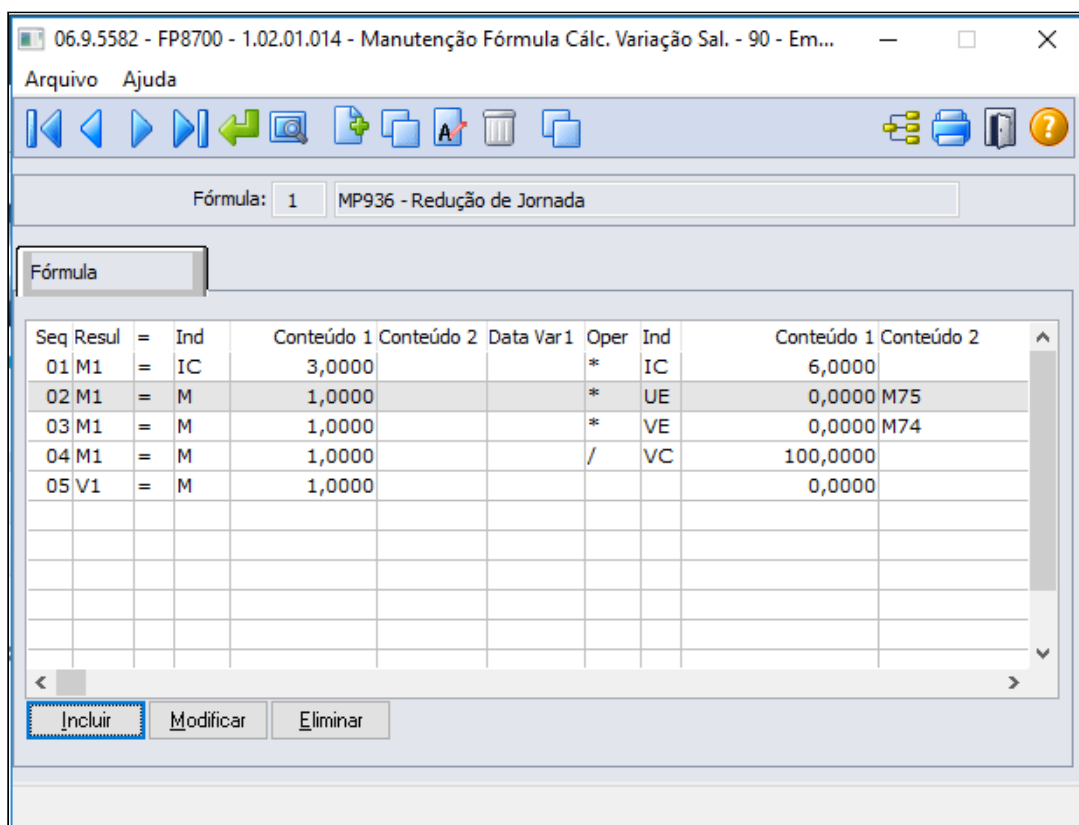 06.9.5582 - FP8700 - 1.02.01.014 - Manutenção Fórmula Cálc. Variação Sal. - 90 - Em...
Arquivo Ajuda
Fórmula: 1 MP936 - Redução de Jornada
Fórmula
Seq Resul = Ind Conteúdo 1 Conteúdo 2 Data Var1 Oper Ind Conteúdo 1 Conteúdo 2
01 M1 = IC 3,0000 * IC 6,0000
02 M1 = M 1,0000 * UE 0,0000 M75
03 M1 = M 1,0000 * VE 0,0000 M74
04 M1 = M 1,0000 / VC 100,0000
05 V1 = M 1,0000 0,0000
Incluir Modificar Eliminar